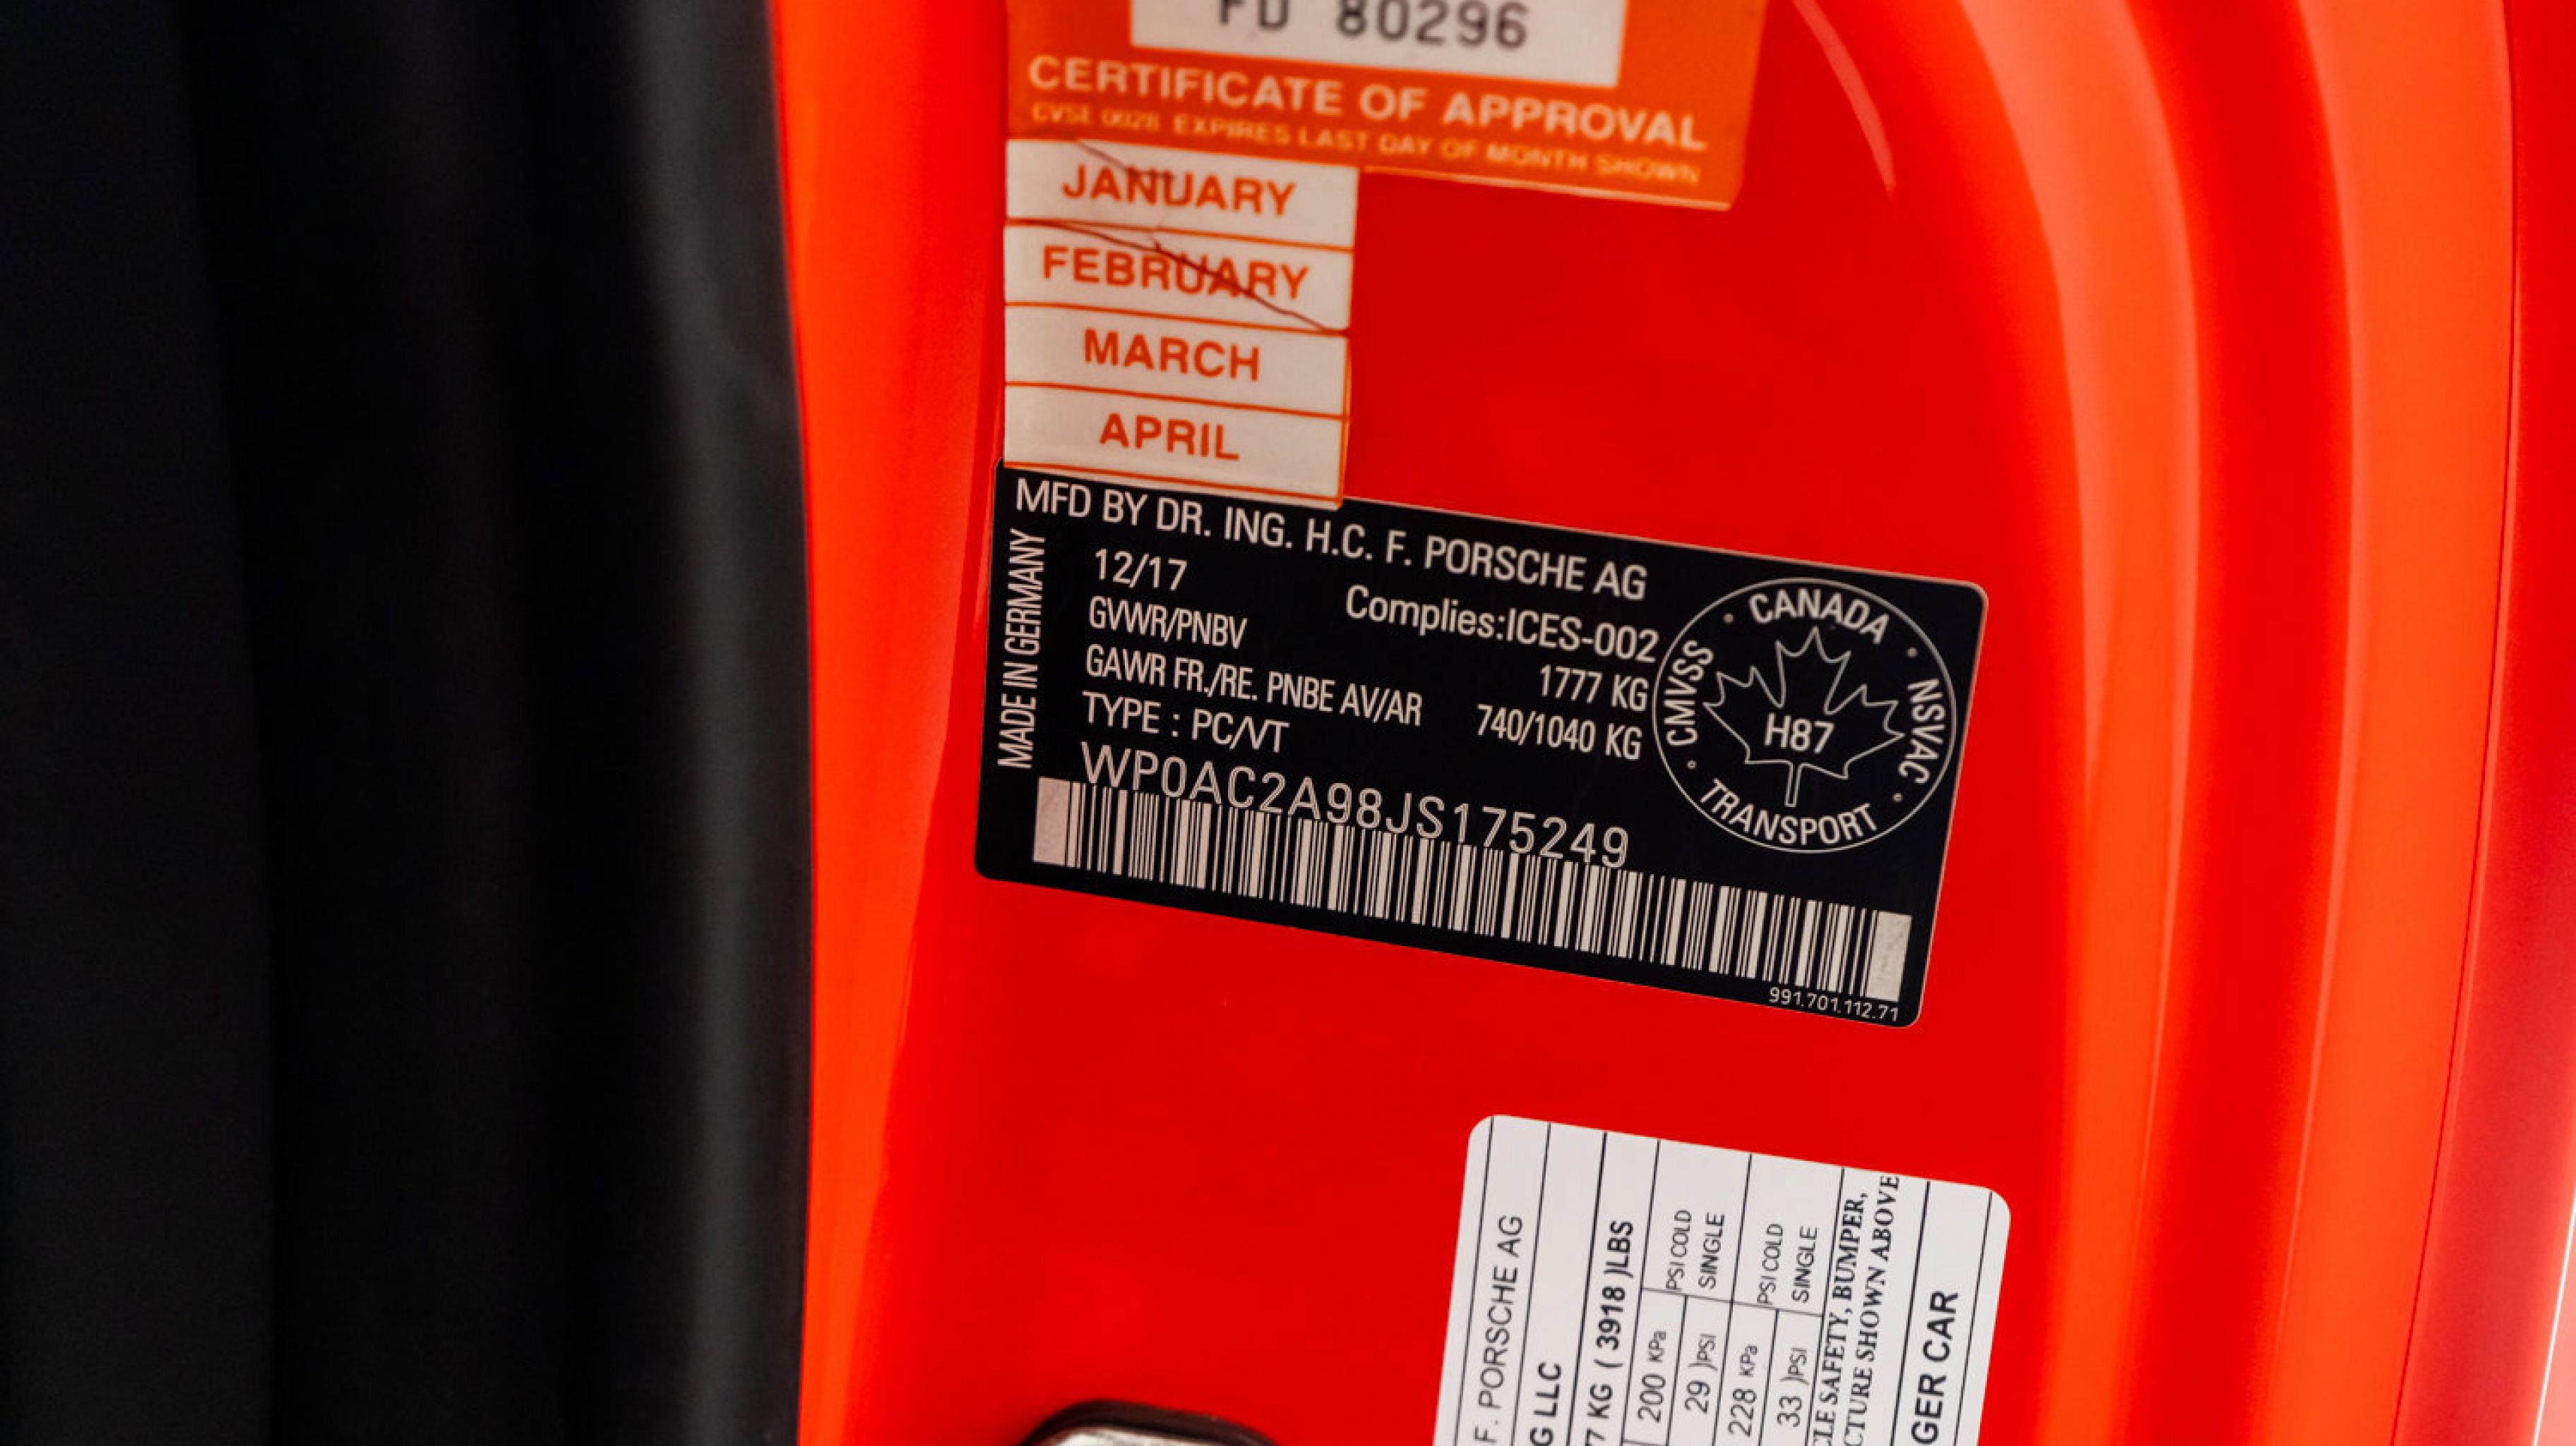 FD 80296
CERTIFICATE OF APPROVAL
CVSE 0028 EXPIRES LAST DAY OF MONTH SHOWN
JANUARY
FEBRUARY
MARCH
APRIL
MFD BY DR. ING. H.C. F. PORSCHE AG
12/17
Complies:ICES-002
GVWR/PNBV 1777 KG
GAWR FR./RE. PNBE AV/AR 740/1040 KG
TYPE : PC/VT
WP0AC2A98JS175249
MADE IN GERMANY
CANADA
NSVAC
TRANSPORT
CMVSS
H87
991.701.112.71
F. PORSCHE AG
G LLC
77 KG ( 3918 )LBS
200 KPa PSI COLD
29 )PSI SINGLE
228 KPa PSI COLD
33 )PSI SINGLE
CLE SAFETY, BUMPER,
CTURE SHOWN ABOVE
GER CAR